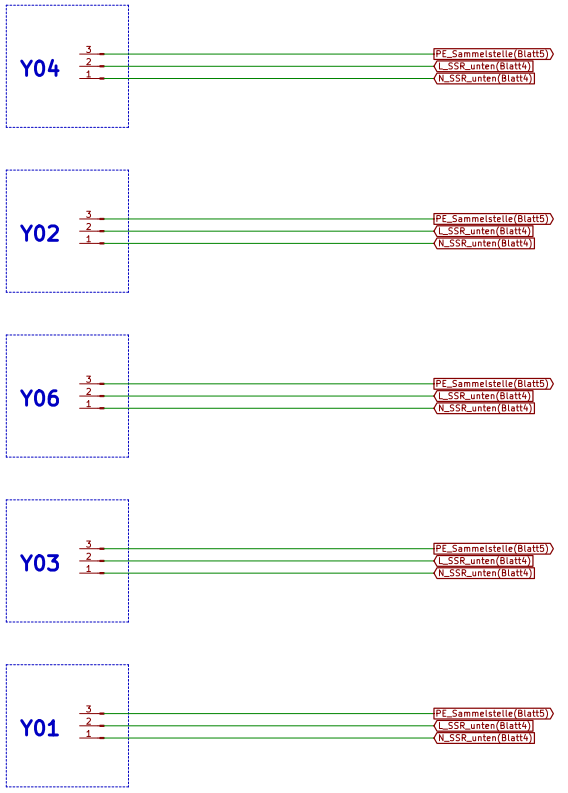 3 PE_Sammelstelle(Blatt5)
Y04 2 L_SSR_unten(Blatt4)
1 N_SSR_unten(Blatt4)
3 PE_Sammelstelle(Blatt5)
Y02 2 L_SSR_unten(Blatt4)
1 N_SSR_unten(Blatt4)
3 PE_Sammelstelle(Blatt5)
Y06 2 L_SSR_unten(Blatt4)
1 N_SSR_unten(Blatt4)
3 PE_Sammelstelle(Blatt5)
Y03 2 L_SSR_unten(Blatt4)
1 N_SSR_unten(Blatt4)
3 PE_Sammelstelle(Blatt5)
Y01 2 L_SSR_unten(Blatt4)
1 N_SSR_unten(Blatt4)